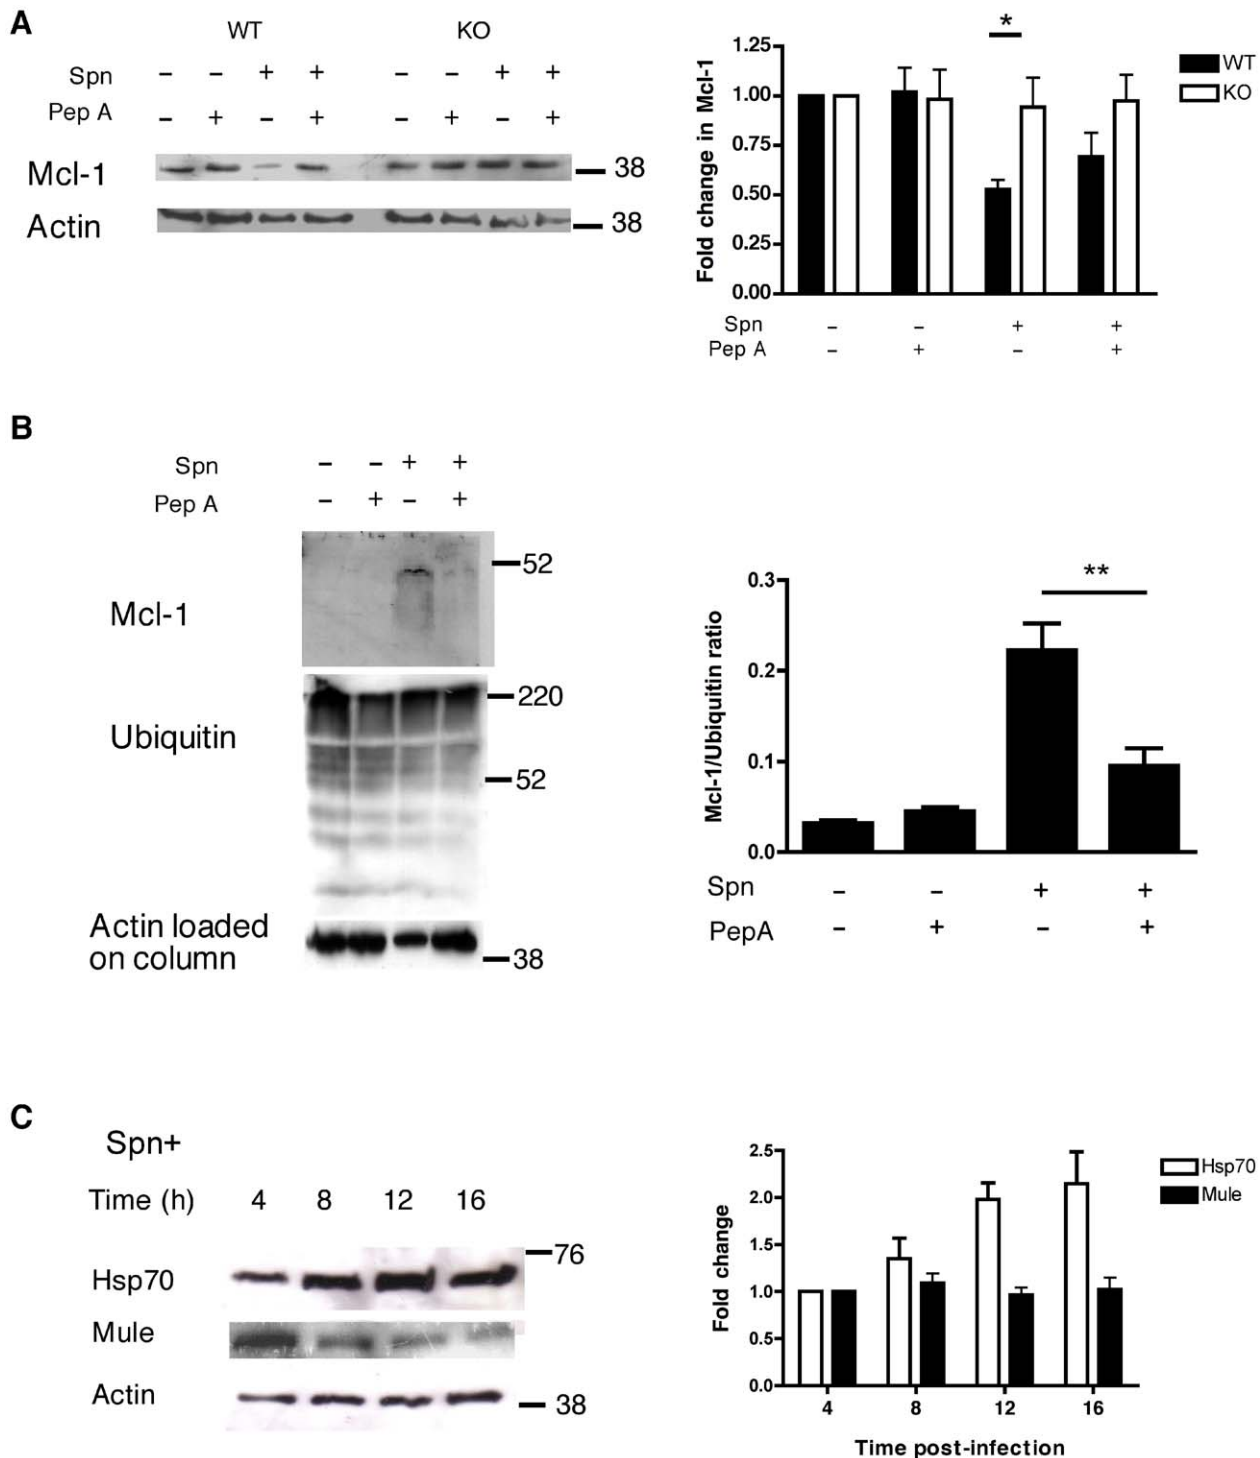 A
WT KO
Spn – – + + – – + +
Pep A – + – + – + – +
Mcl-1 38
Actin 38
*
Fold change in Mcl-1
1.25
1.00
0.75
0.50
0.25
0.00
WT
KO
Spn – – + +
Pep A – + – +
B
Spn – – + +
Pep A – + – +
Mcl-1 52
Ubiquitin 220
52
Actin loaded
on column 38
**
Mcl-1/Ubiquitin ratio
0.3
0.2
0.1
0.0
Spn – – + +
PepA – + – +
C
Spn+
Time (h) 4 8 12 16
Hsp70 76
Mule
Actin 38
Fold change
2.5
2.0
1.5
1.0
0.5
0.0
Hsp70
Mule
4 8 12 16
Time post-infection